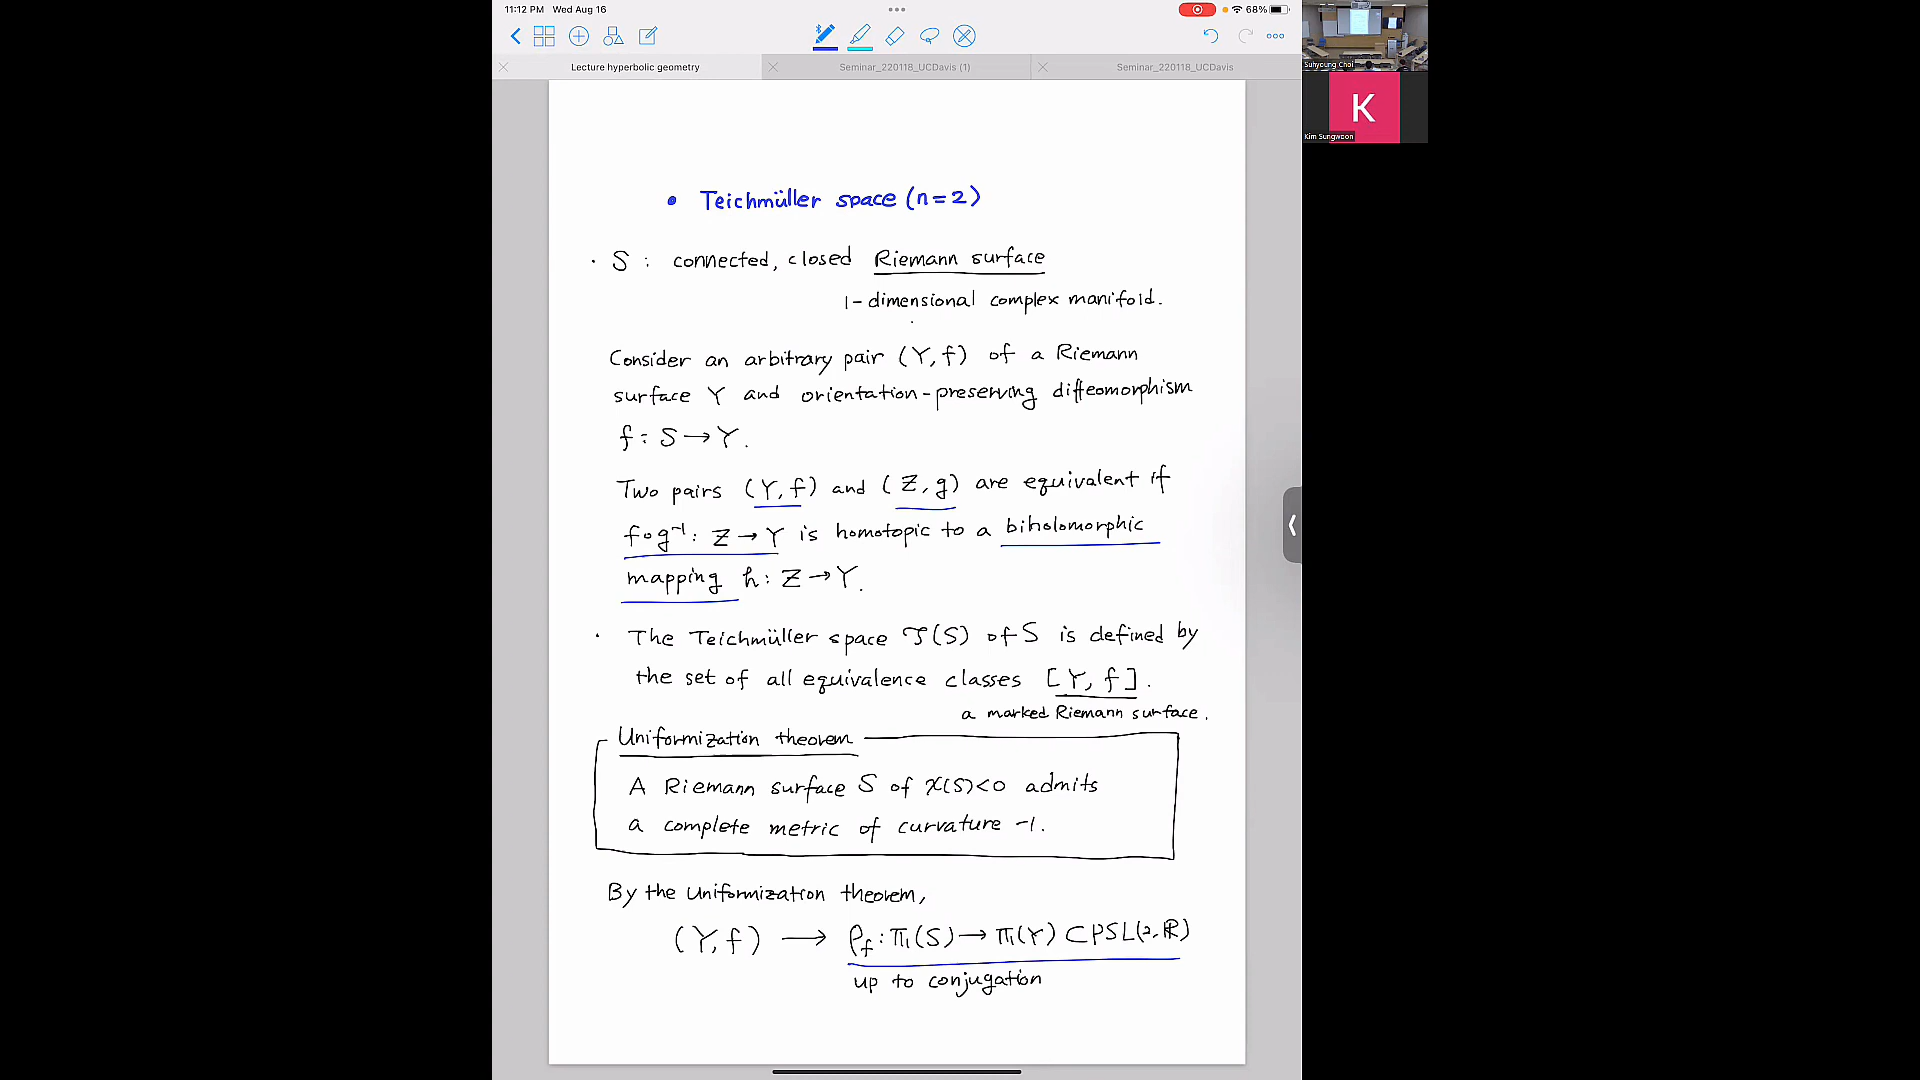 11:12 PM Wed Aug 16
68%
Lecture hyperbolic geometry
Seminar_220118_UCDavis (1)
Seminar_220118_UCDavis
Suhyoung Choi
K
Kim Sungwoon
• Teichmüller space (n=2)
· S : connected, closed Riemann surface
1-dimensional complex manifold.
Consider an arbitrary pair (Y, f) of a Riemann
surface Y and orientation-preserving diffeomorphism
f : S → Y.
Two pairs (Y, f) and (Z, g) are equivalent if
f∘g⁻¹ : Z → Y is homotopic to a biholomorphic
mapping h : Z → Y.
· The Teichmüller space 𝒯(S) of S is defined by
the set of all equivalence classes [Y, f].
a marked Riemann surface.
Uniformization theorem
A Riemann surface S of χ(S)<0 admits
a complete metric of curvature -1.
By the Uniformization theorem,
(Y, f) ⟶ ρ_f : π₁(S) → π₁(Y) ⊂ PSL(2,ℝ)
up to conjugation